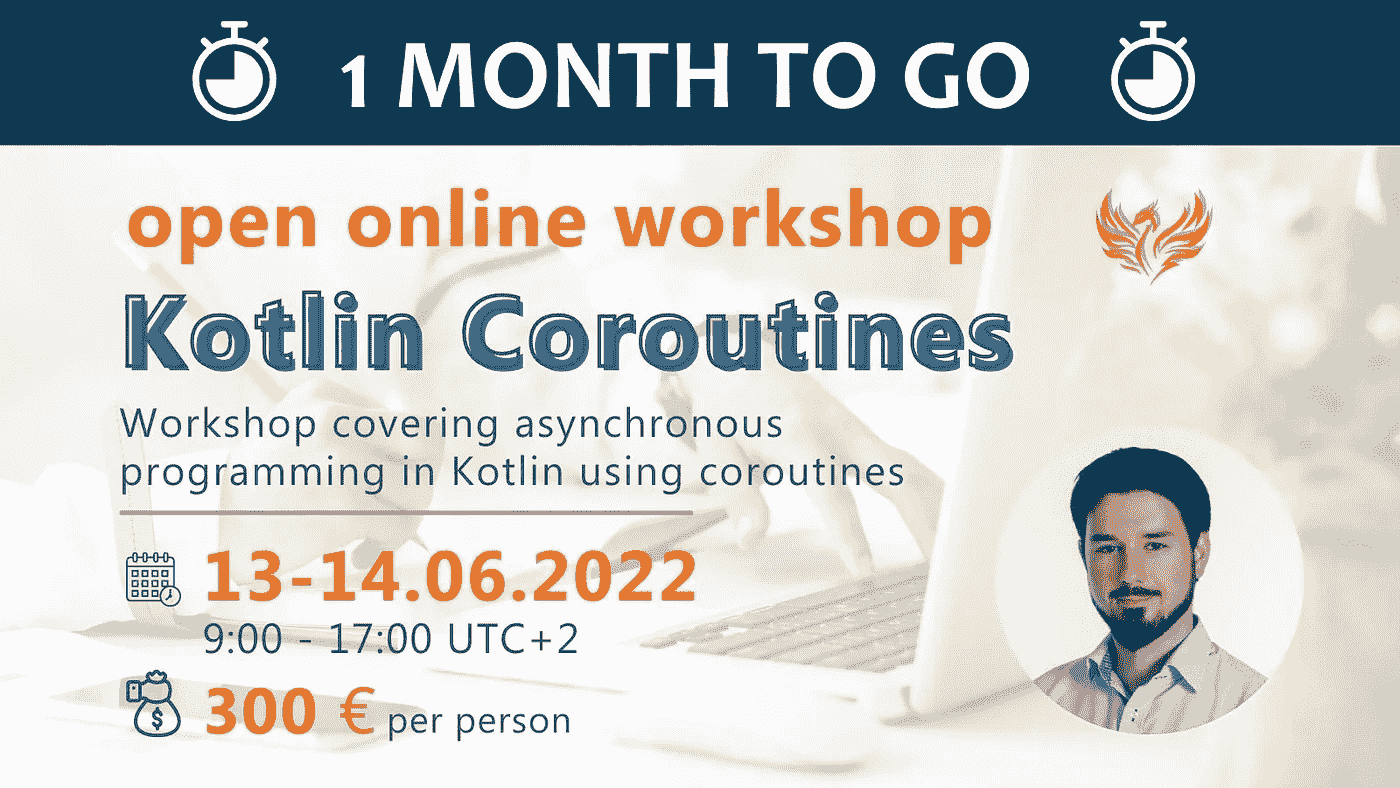 1 MONTH TO GO
open online workshop
Kotlin Coroutines
Workshop covering asynchronous
programming in Kotlin using coroutines
13-14.06.2022
9:00 - 17:00 UTC+2
$
300 € per person